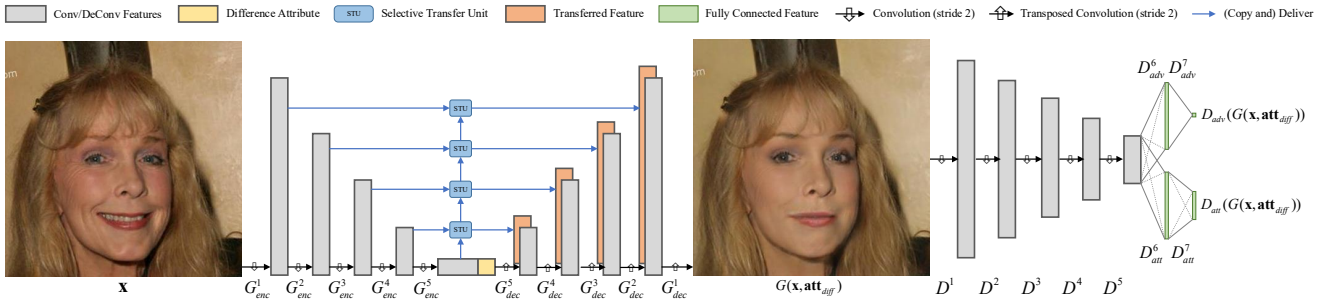 Conv/DeConv Features Difference Attribute STU Selective Transfer Unit Transferred Feature Fully Connected Feature Convolution (stride 2) Transposed Convolution (stride 2) (Copy and) Deliver
om
STU
STU
STU
STU
x
G^1_enc G^2_enc G^3_enc G^4_enc G^5_enc G^5_dec G^4_dec G^3_dec G^2_dec G^1_dec
om
G(x, att_diff)
D^6_adv D^7_adv
D_adv(G(x, att_diff))
D_att(G(x, att_diff))
D^6_att D^7_att
D^1 D^2 D^3 D^4 D^5